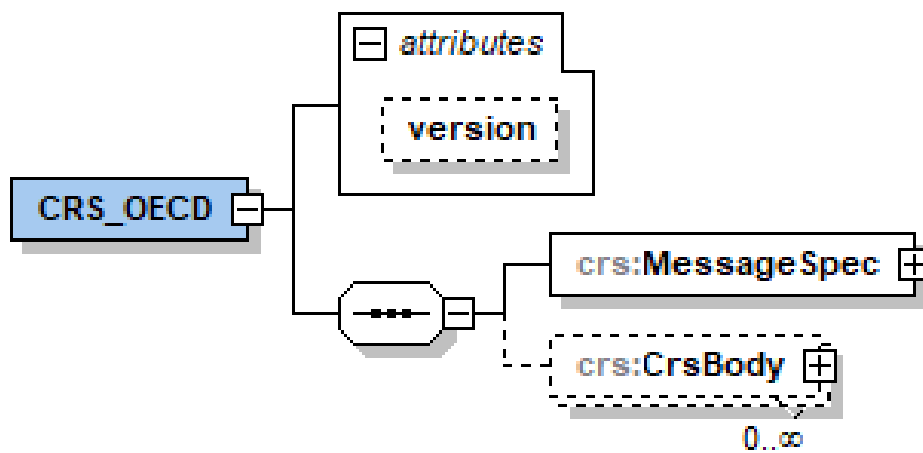 attributes
version
CRS_OECD
crs:MessageSpec
crs:CrsBody
0..∞